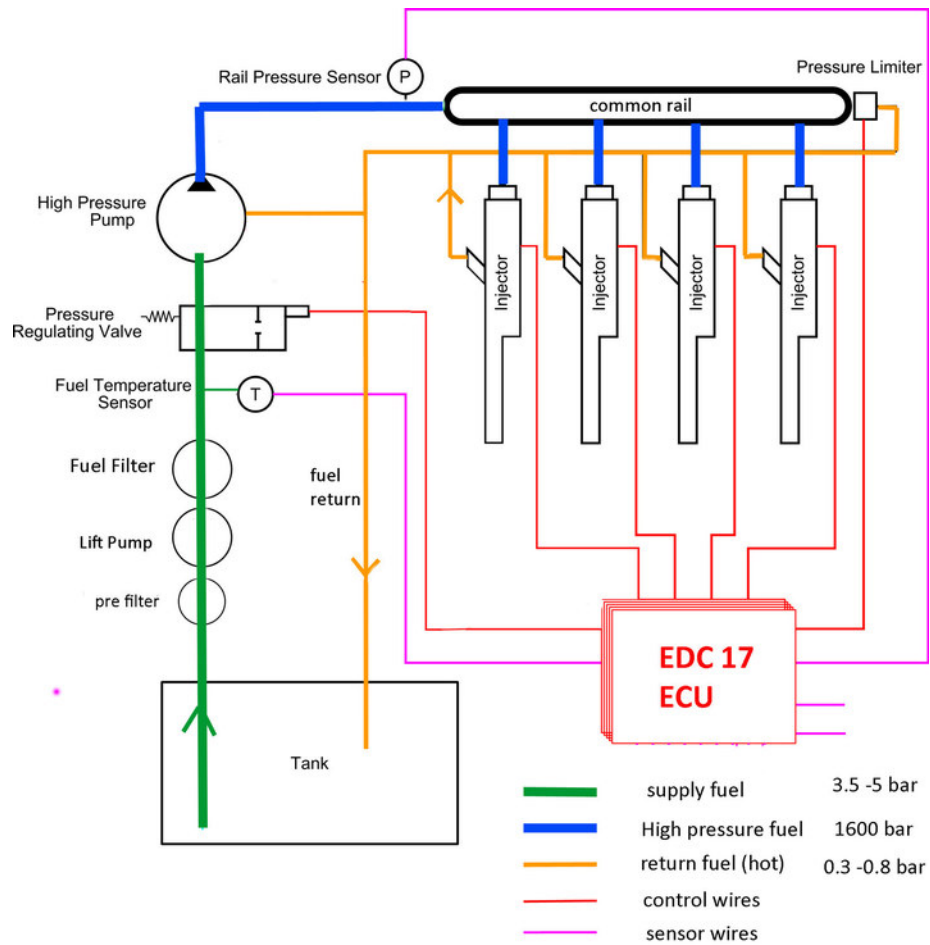 Rail Pressure Sensor
P
Pressure Limiter
common rail
High Pressure
Pump
Injector
Injector
Injector
Injector
Pressure
Regulating Valve
Fuel Temperature
Sensor
T
Fuel Filter
fuel
return
Lift Pump
pre filter
EDC 17
ECU
Tank
supply fuel
3.5 -5 bar
High pressure fuel
1600 bar
return fuel (hot)
0.3 -0.8 bar
control wires
sensor wires